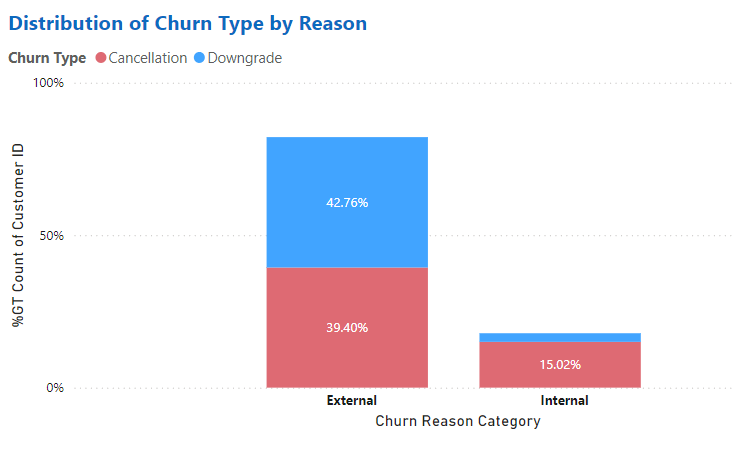 Distribution of Churn Type by Reason
Churn Type Cancellation Downgrade
100%
50%
0%
%GT Count of Customer ID
42.76%
39.40%
15.02%
External Internal
Churn Reason Category